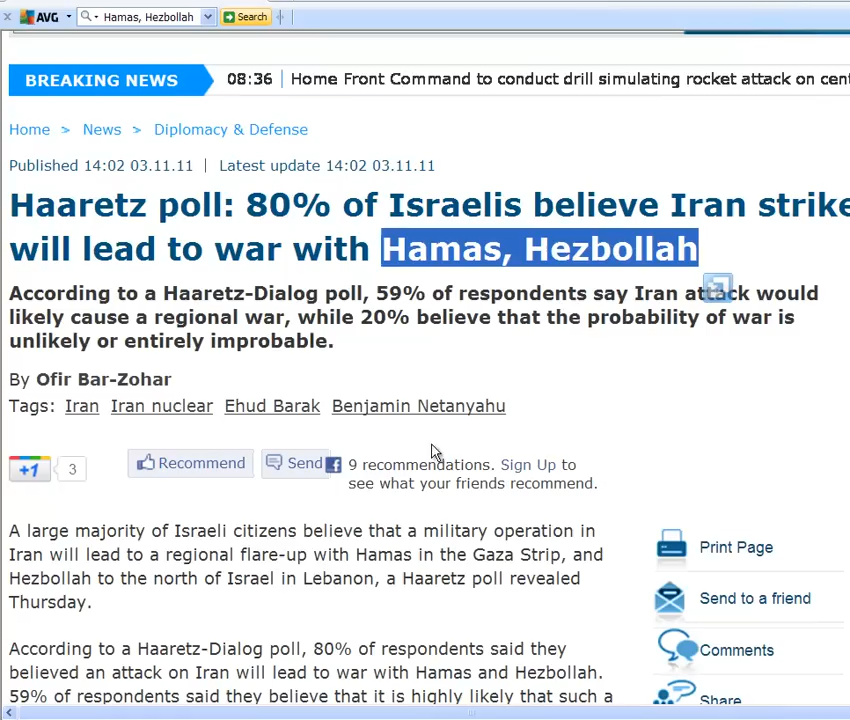 AVG Hamas, Hezbollah Search
BREAKING NEWS 08:36 Home Front Command to conduct drill simulating rocket attack on cent
Home > News > Diplomacy & Defense
Published 14:02 03.11.11 | Latest update 14:02 03.11.11
Haaretz poll: 80% of Israelis believe Iran strike
will lead to war with Hamas, Hezbollah
According to a Haaretz-Dialog poll, 59% of respondents say Iran attack would
likely cause a regional war, while 20% believe that the probability of war is
unlikely or entirely improbable.
By Ofir Bar-Zohar
Tags: Iran Iran nuclear Ehud Barak Benjamin Netanyahu
+1 3 Recommend Send 9 recommendations. Sign Up to
see what your friends recommend.
A large majority of Israeli citizens believe that a military operation in
Iran will lead to a regional flare-up with Hamas in the Gaza Strip, and
Hezbollah to the north of Israel in Lebanon, a Haaretz poll revealed
Thursday.
According to a Haaretz-Dialog poll, 80% of respondents said they
believed an attack on Iran will lead to war with Hamas and Hezbollah.
59% of respondents said they believe that it is highly likely that such a
Print Page
Send to a friend
Comments
Share